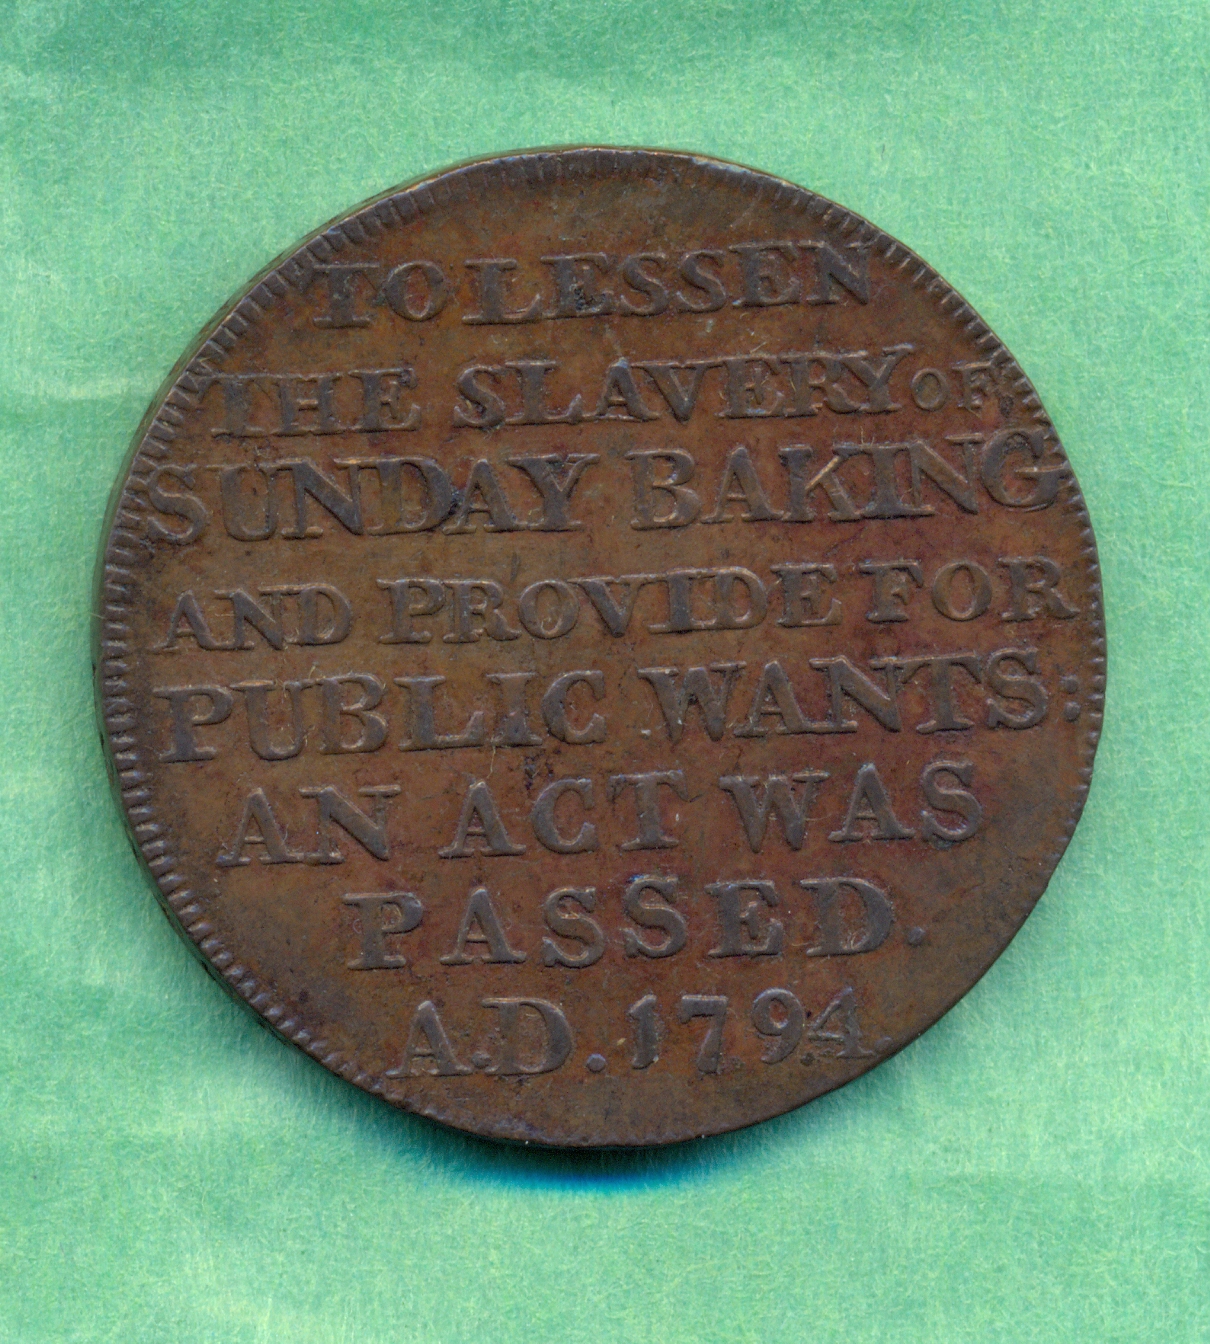 TO LESSEN
THE SLAVERY OF
SUNDAY BAKING
AND PROVIDE FOR
PUBLIC WANTS:
AN ACT WAS
PASSED.
A.D. 1794